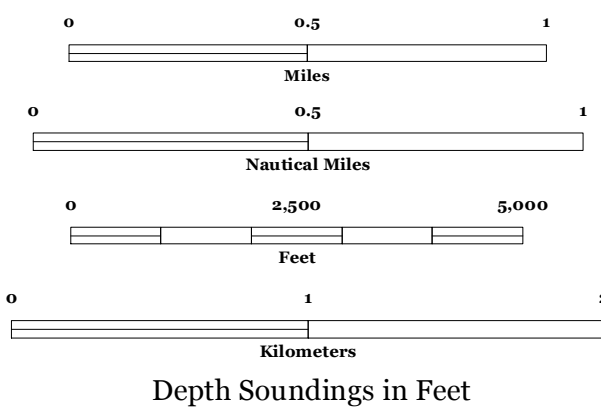 0 0.5 1
Miles
0 0.5 1
Nautical Miles
0 2,500 5,000
Feet
0 1
Kilometers
Depth Soundings in Feet